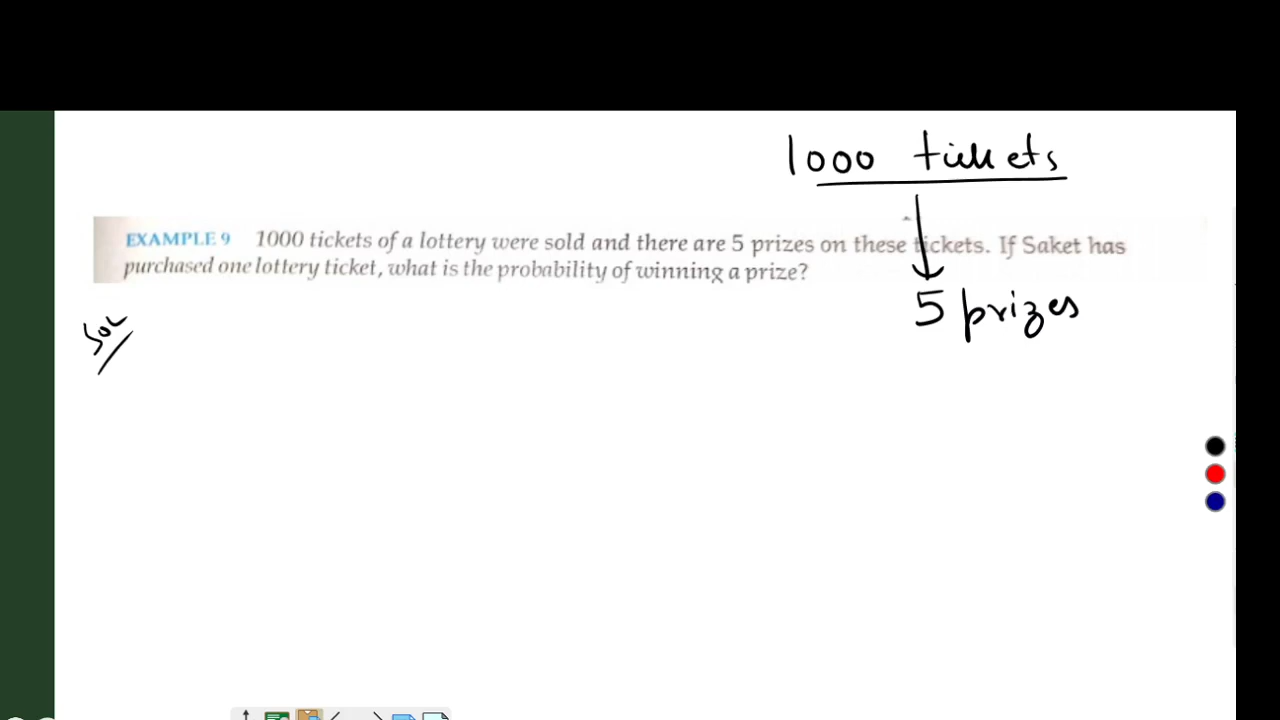 1000 tickets
EXAMPLE 9 1000 tickets of a lottery were sold and there are 5 prizes on these tickets. If Saket has
purchased one lottery ticket, what is the probability of winning a prize?
5 prizes
Sol